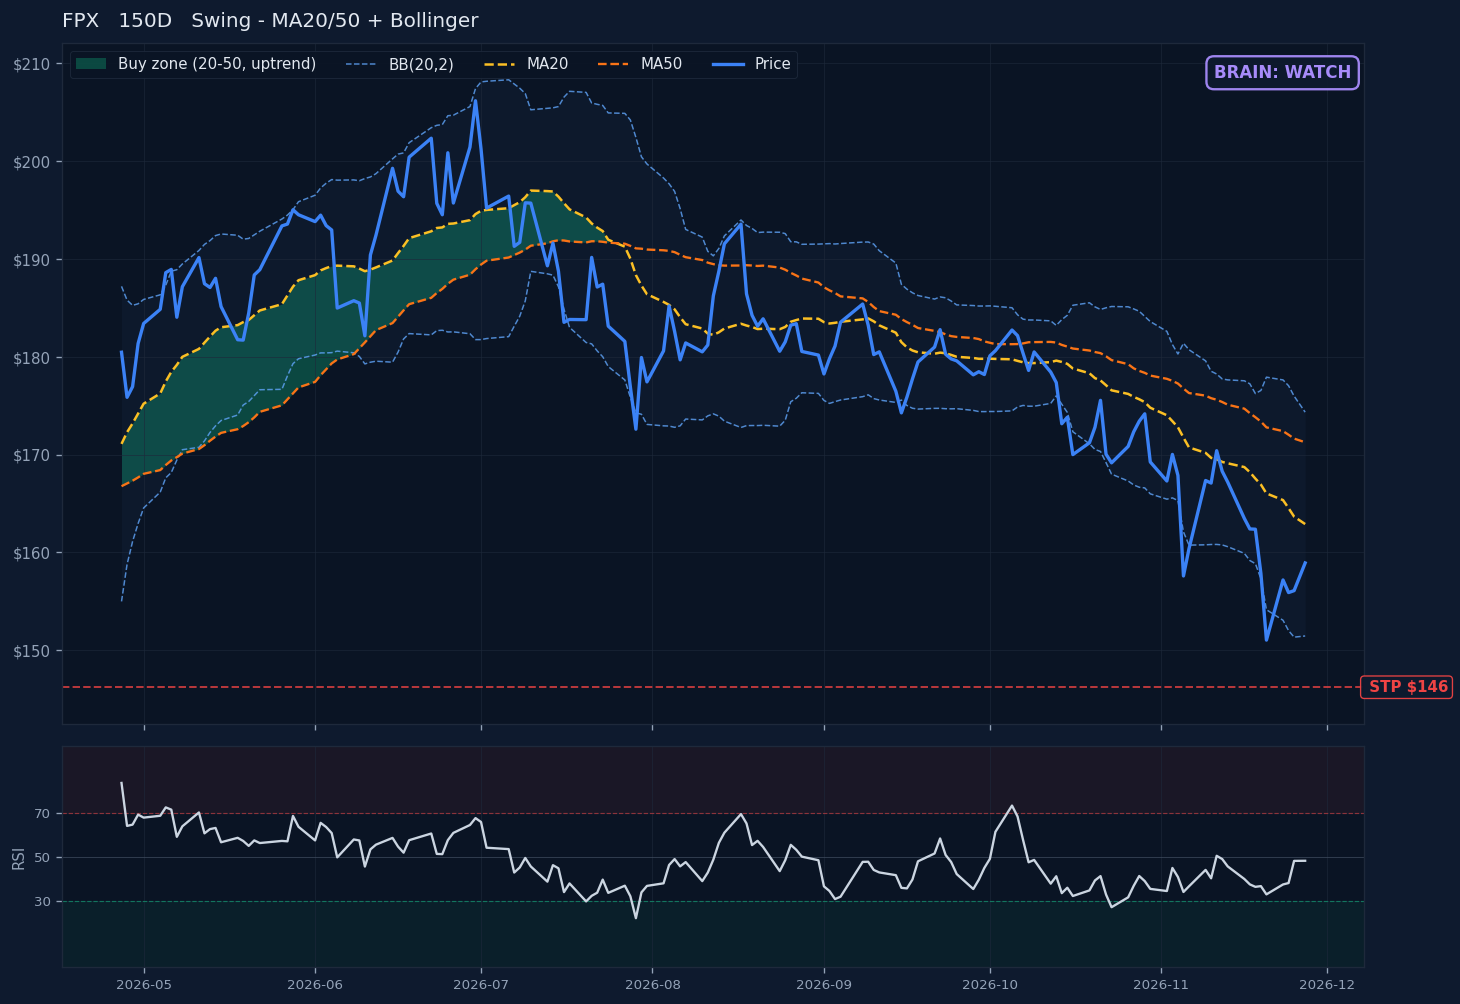 FPX   150D   Swing - MA20/50 + Bollinger
Buy zone (20-50, uptrend)   BB(20,2)   MA20   MA50   Price
BRAIN: WATCH
$210
$200
$190
$180
$170
$160
$150
STP $146
RSI
70
50
30
2026-05   2026-06   2026-07   2026-08   2026-09   2026-10   2026-11   2026-12